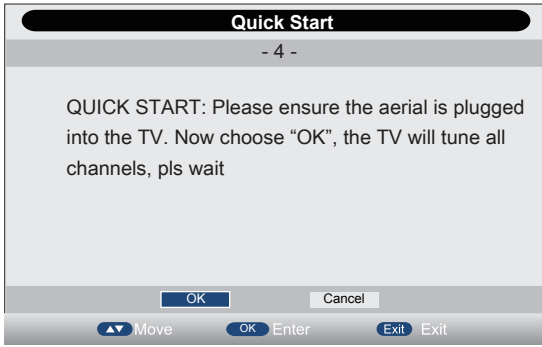 Quick Start
- 4 -
QUICK START: Please ensure the aerial is plugged
into the TV. Now choose “OK”, the TV will tune all
channels, pls wait
OK Cancel
▲▼ Move OK Enter Exit Exit